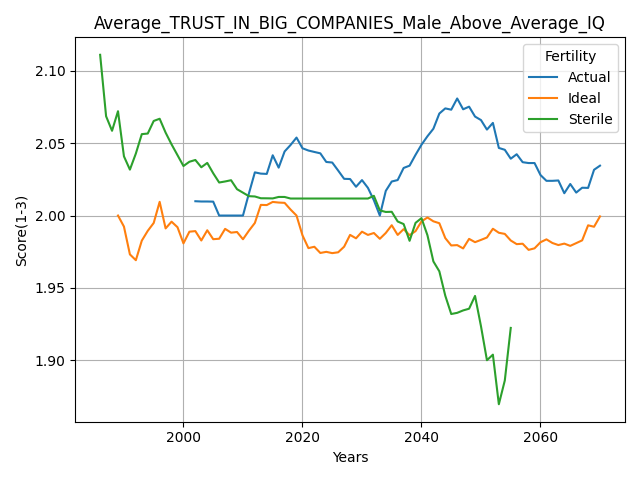 Average_TRUST_IN_BIG_COMPANIES_Male_Above_Average_IQ
Fertility
Actual
Ideal
Sterile
Score(1-3)
2.10
2.05
2.00
1.95
1.90
2000
2020
2040
2060
Years